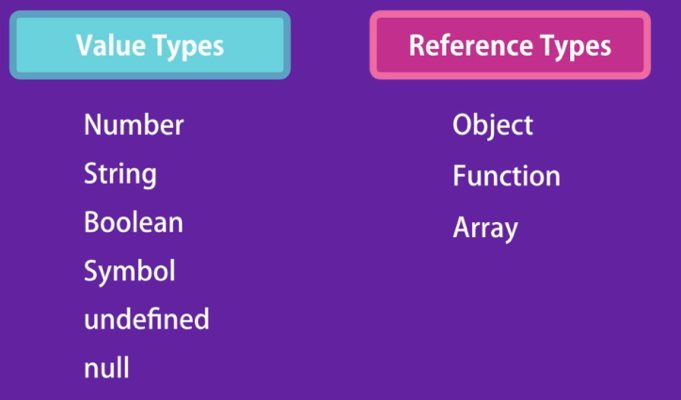 Value Types
Number
String
Boolean
Symbol
undefined
null
Reference Types
Object
Function
Array